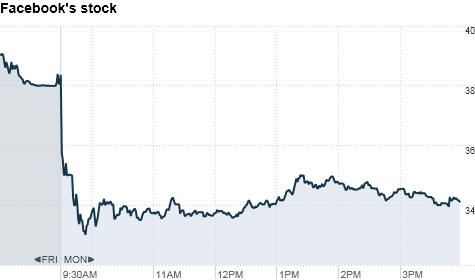 Facebook's stock
40
38
36
34
◀FRI MON▶
9:30AM 11AM 12PM 1PM 2PM 3PM